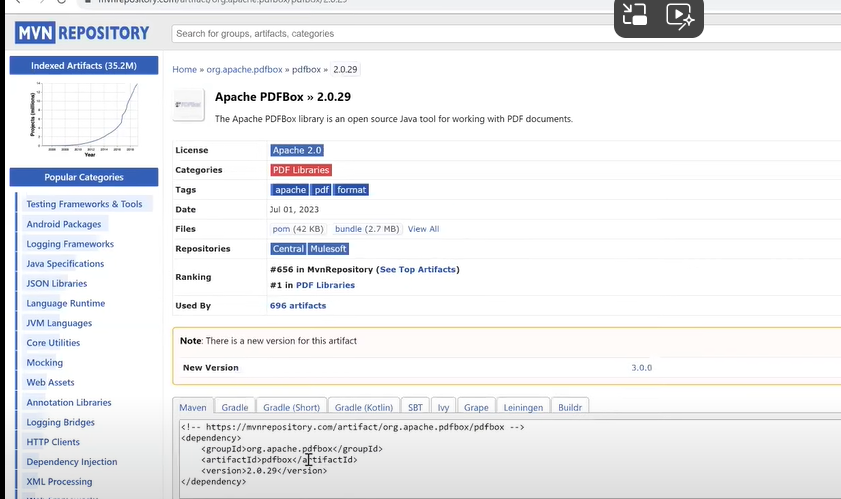 mvnrepository.com/artifact/org.apache.pdfbox/pdfbox/2.0.29
MVN REPOSITORY
Search for groups, artifacts, categories
Indexed Artifacts (35.2M)
Projects (millions)
Year
Popular Categories
Testing Frameworks & Tools
Android Packages
Logging Frameworks
Java Specifications
JSON Libraries
Language Runtime
JVM Languages
Core Utilities
Mocking
Web Assets
Annotation Libraries
Logging Bridges
HTTP Clients
Dependency Injection
XML Processing
Home » org.apache.pdfbox » pdfbox » 2.0.29
Apache PDFBox » 2.0.29
The Apache PDFBox library is an open source Java tool for working with PDF documents.
License Apache 2.0
Categories PDF Libraries
Tags apache pdf format
Date Jul 01, 2023
Files pom (42 KB) bundle (2.7 MB) View All
Repositories Central Mulesoft
Ranking #656 in MvnRepository (See Top Artifacts)
#1 in PDF Libraries
Used By 696 artifacts
Note: There is a new version for this artifact
New Version 3.0.0
Maven Gradle Gradle (Short) Gradle (Kotlin) SBT Ivy Grape Leiningen Buildr
<!-- https://mvnrepository.com/artifact/org.apache.pdfbox/pdfbox -->
<dependency>
<groupId>org.apache.pdfbox</groupId>
<artifactId>pdfbox</artifactId>
<version>2.0.29</version>
</dependency>